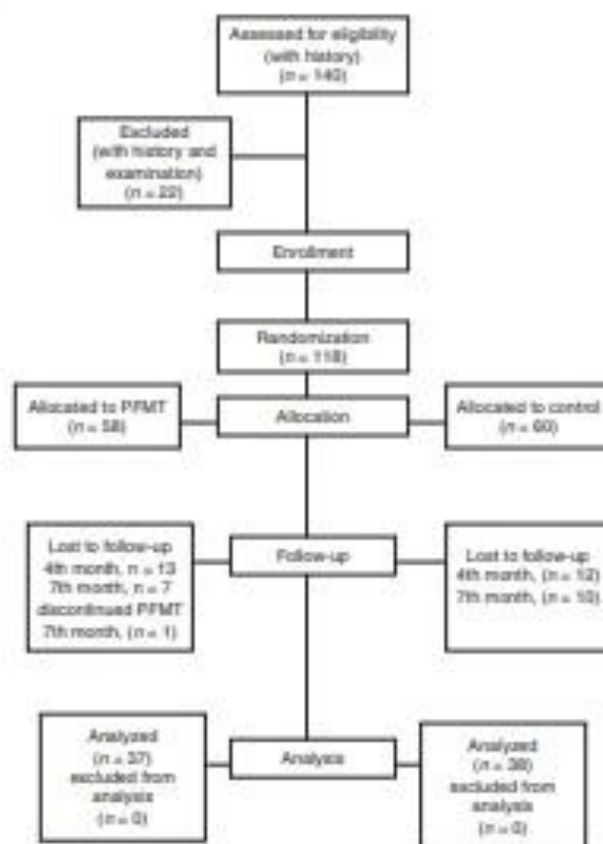 Assessed for eligibility
(with history)
(n = 140)
Excluded
(with history and
examination)
(n = 22)
Enrollment
Randomization
(n = 118)
Allocated to PFMT
(n = 58)
Allocation
Allocated to control
(n = 60)
Lost to follow-up
4th month, n = 13
7th month, n = 7
discontinued PFMT
7th month, (n = 1)
Follow-up
Lost to follow-up
4th month, (n = 12)
7th month, (n = 10)
Analyzed
(n = 37)
excluded from
analysis
(n = 0)
Analysis
Analyzed
(n = 38)
excluded from
analysis
(n = 0)